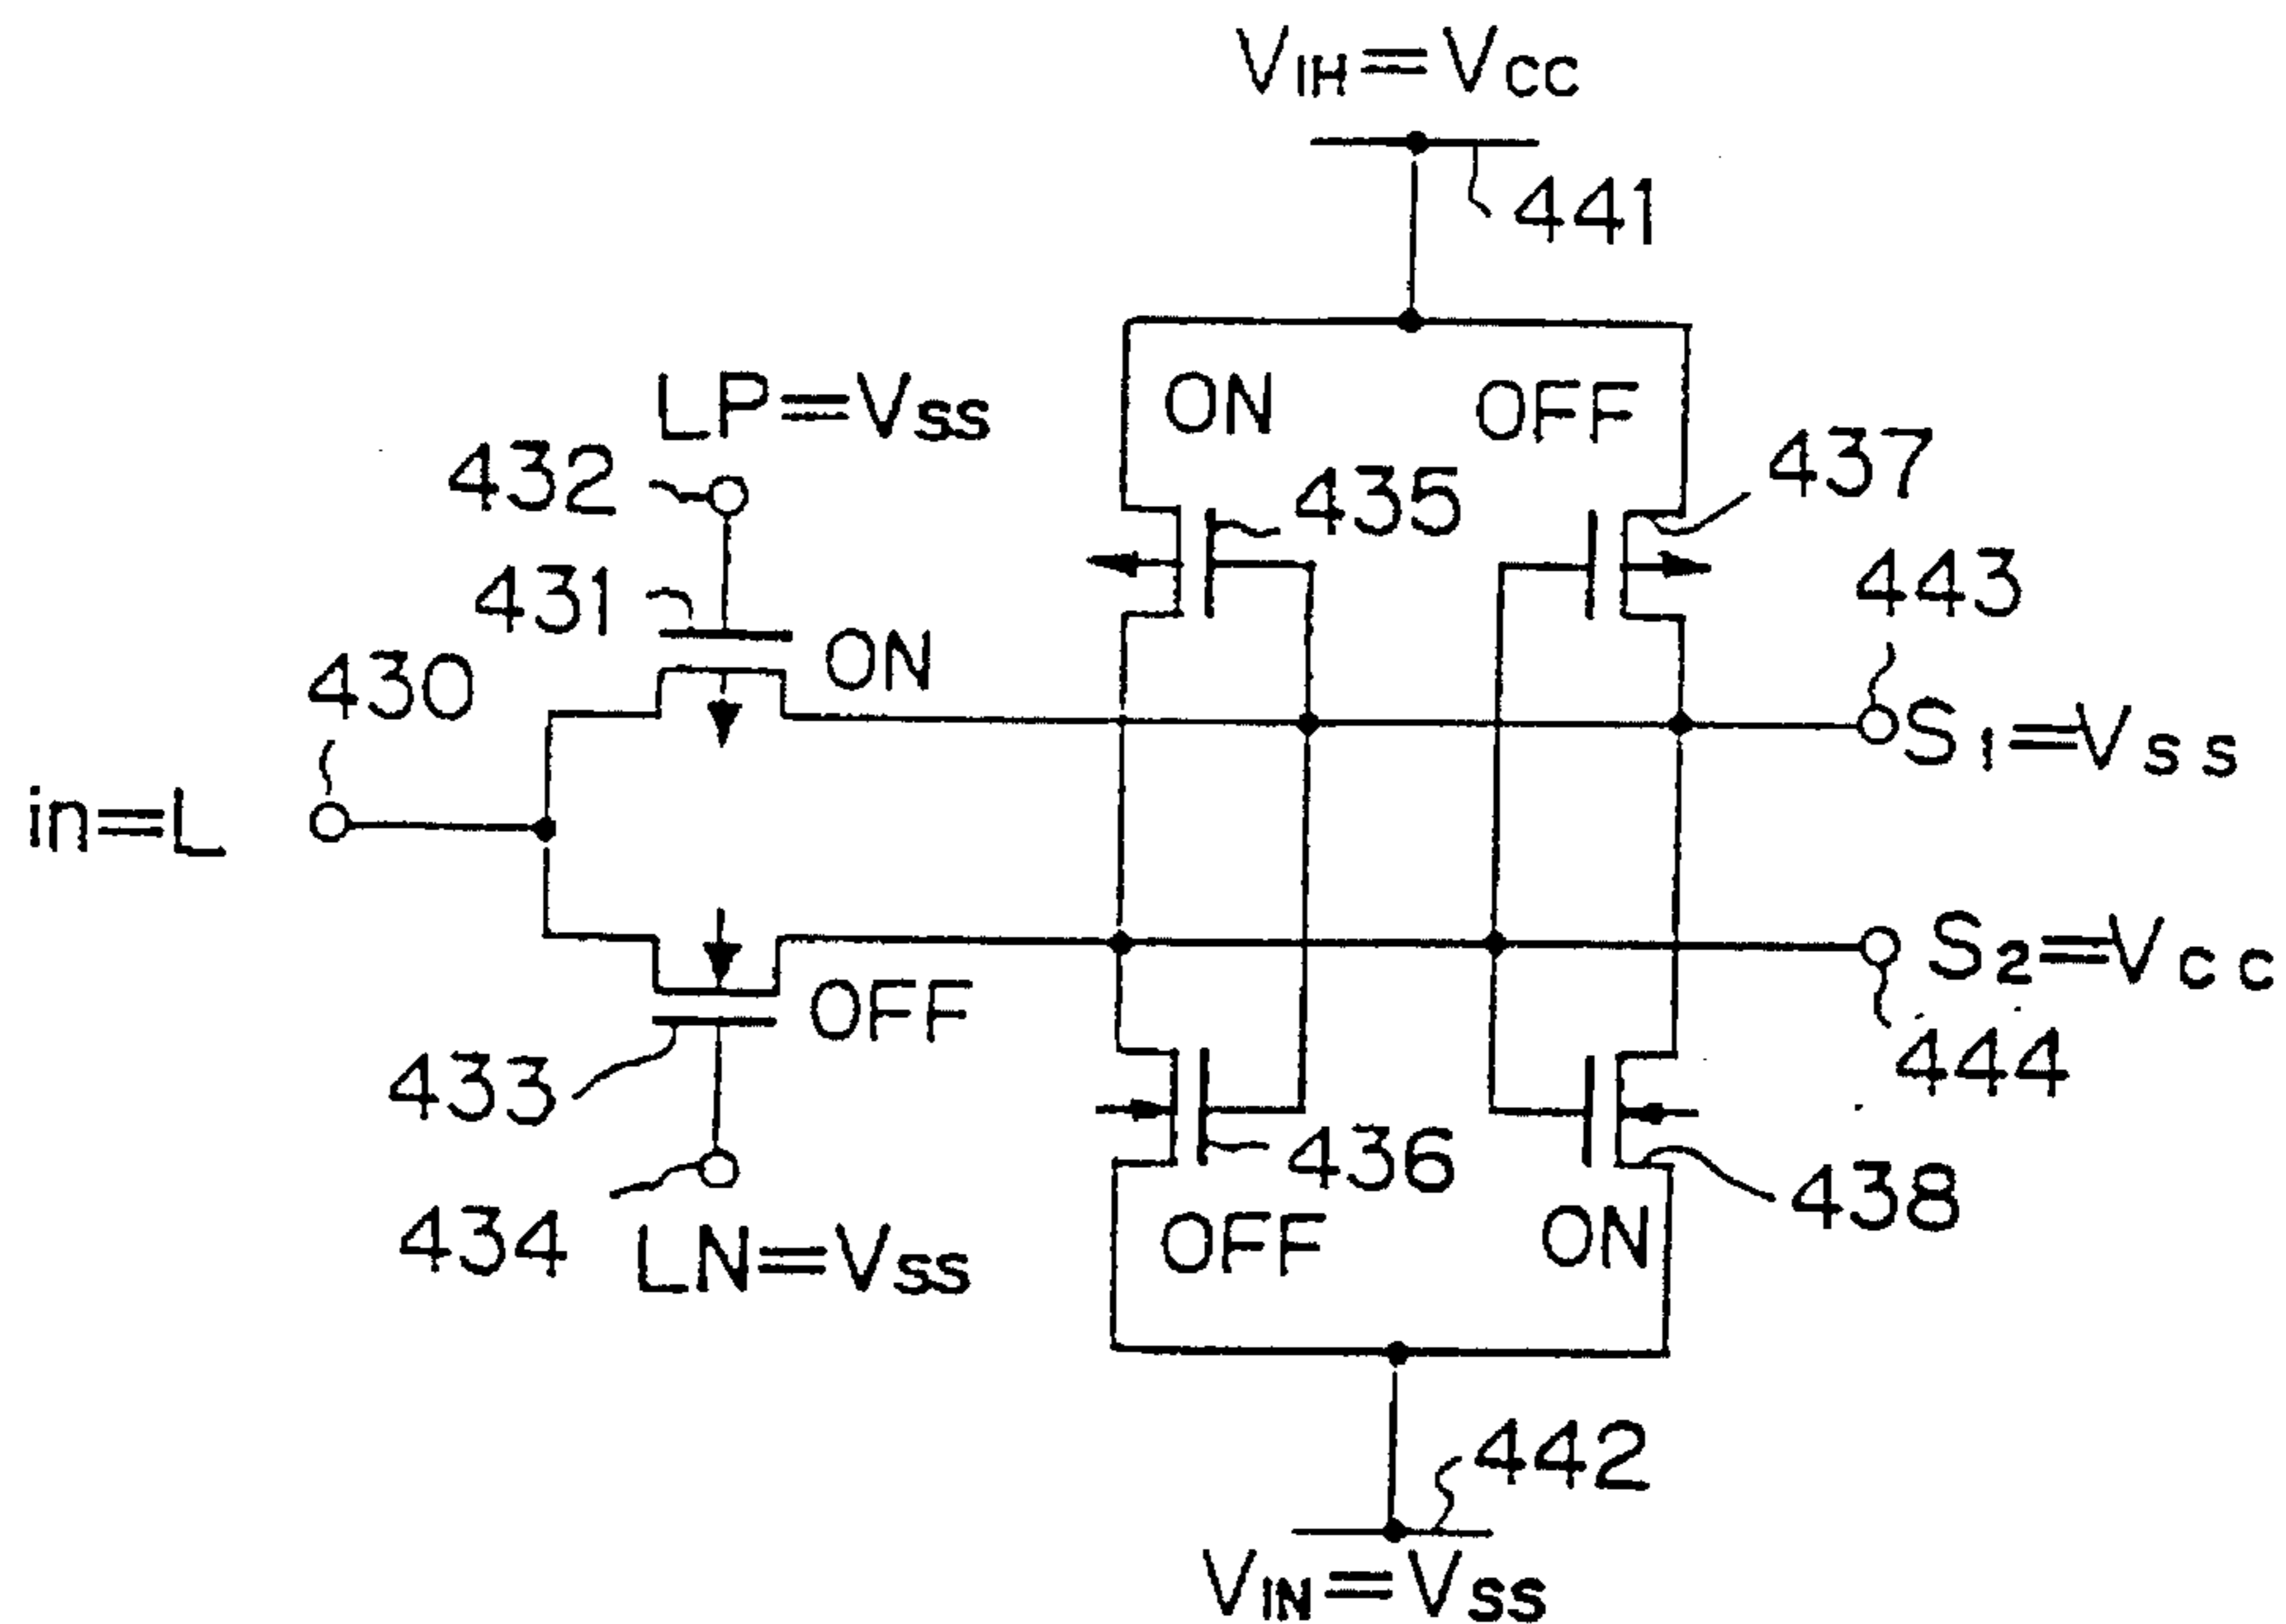 VIH=VCC
441
ON
OFF
LP=VSS
432
435
437
431
ON
443
430
S1=VSS
in=L
S2=VCC
OFF
444
433
436
438
434
LN=VSS
OFF
ON
442
VIN=VSS